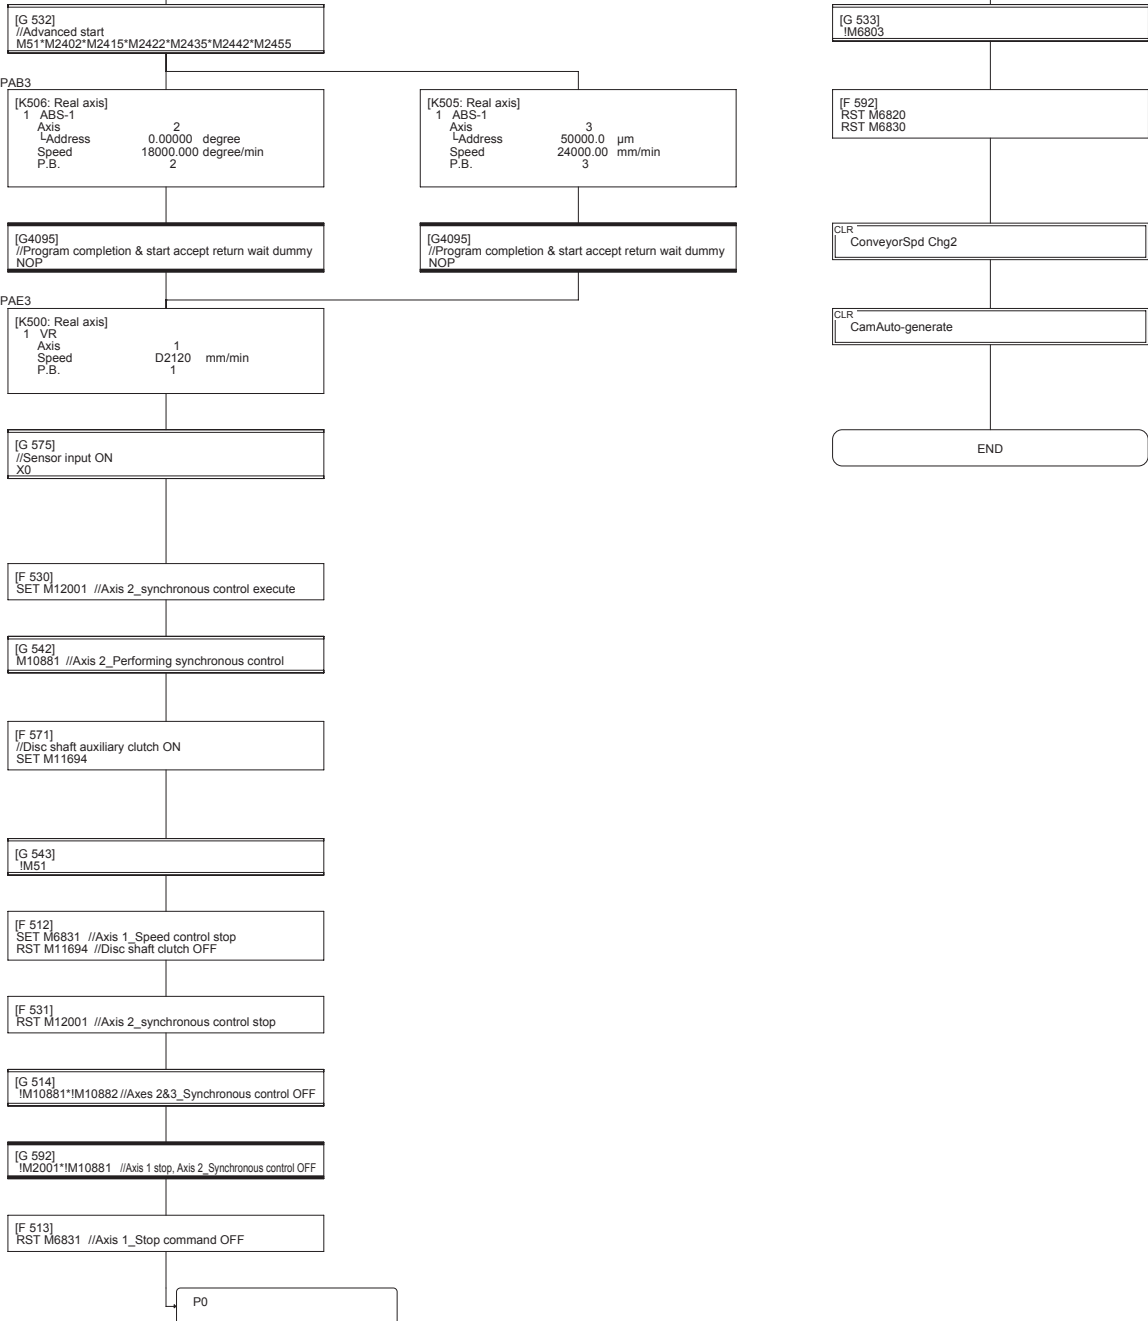 [G 532]
//Advanced start
M51*M2402*M2415*M2422*M2435*M2442*M2455
PAB3
[K506: Real axis]
1 ABS-1
Axis 2
└Address 0.00000 degree
Speed 18000.000 degree/min
P.B. 2
[K505: Real axis]
1 ABS-1
Axis 3
└Address 50000.0 µm
Speed 24000.00 mm/min
P.B. 3
[G4095]
//Program completion & start accept return wait dummy
NOP
[G4095]
//Program completion & start accept return wait dummy
NOP
PAE3
[K500: Real axis]
1 VR
Axis 1
Speed D2120 mm/min
P.B. 1
[G 575]
//Sensor input ON
X0
[F 530]
SET M12001 //Axis 2_synchronous control execute
[G 542]
M10881 //Axis 2_Performing synchronous control
[F 571]
//Disc shaft auxiliary clutch ON
SET M11694
[G 543]
!M51
[F 512]
SET M6831 //Axis 1_Speed control stop
RST M11694 //Disc shaft clutch OFF
[F 531]
RST M12001 //Axis 2_synchronous control stop
[G 514]
!M10881*!M10882 //Axes 2&3_Synchronous control OFF
[G 592]
!M2001*!M10881 //Axis 1 stop, Axis 2_Synchronous control OFF
[F 513]
RST M6831 //Axis 1_Stop command OFF
P0
[G 533]
!M6803
[F 592]
RST M6820
RST M6830
CLR
ConveyorSpd Chg2
CLR
CamAuto-generate
END